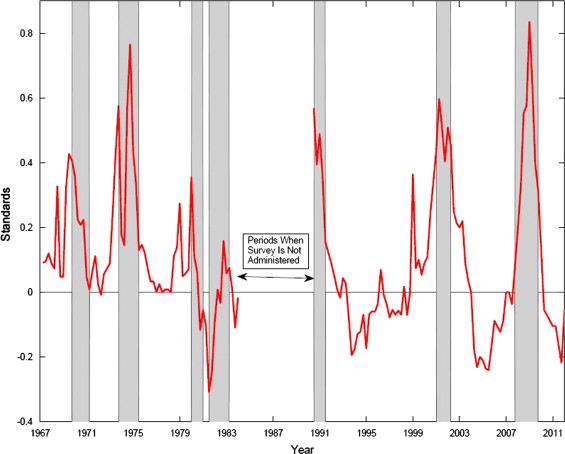 0.8
0.6
Standards
0.4
0.2
Periods When
Survey Is Not
Administered
0
-0.2
-0.4
1967 1971 1975 1979 1983 1987 1991 1995 1999 2003 2007 2011
Year